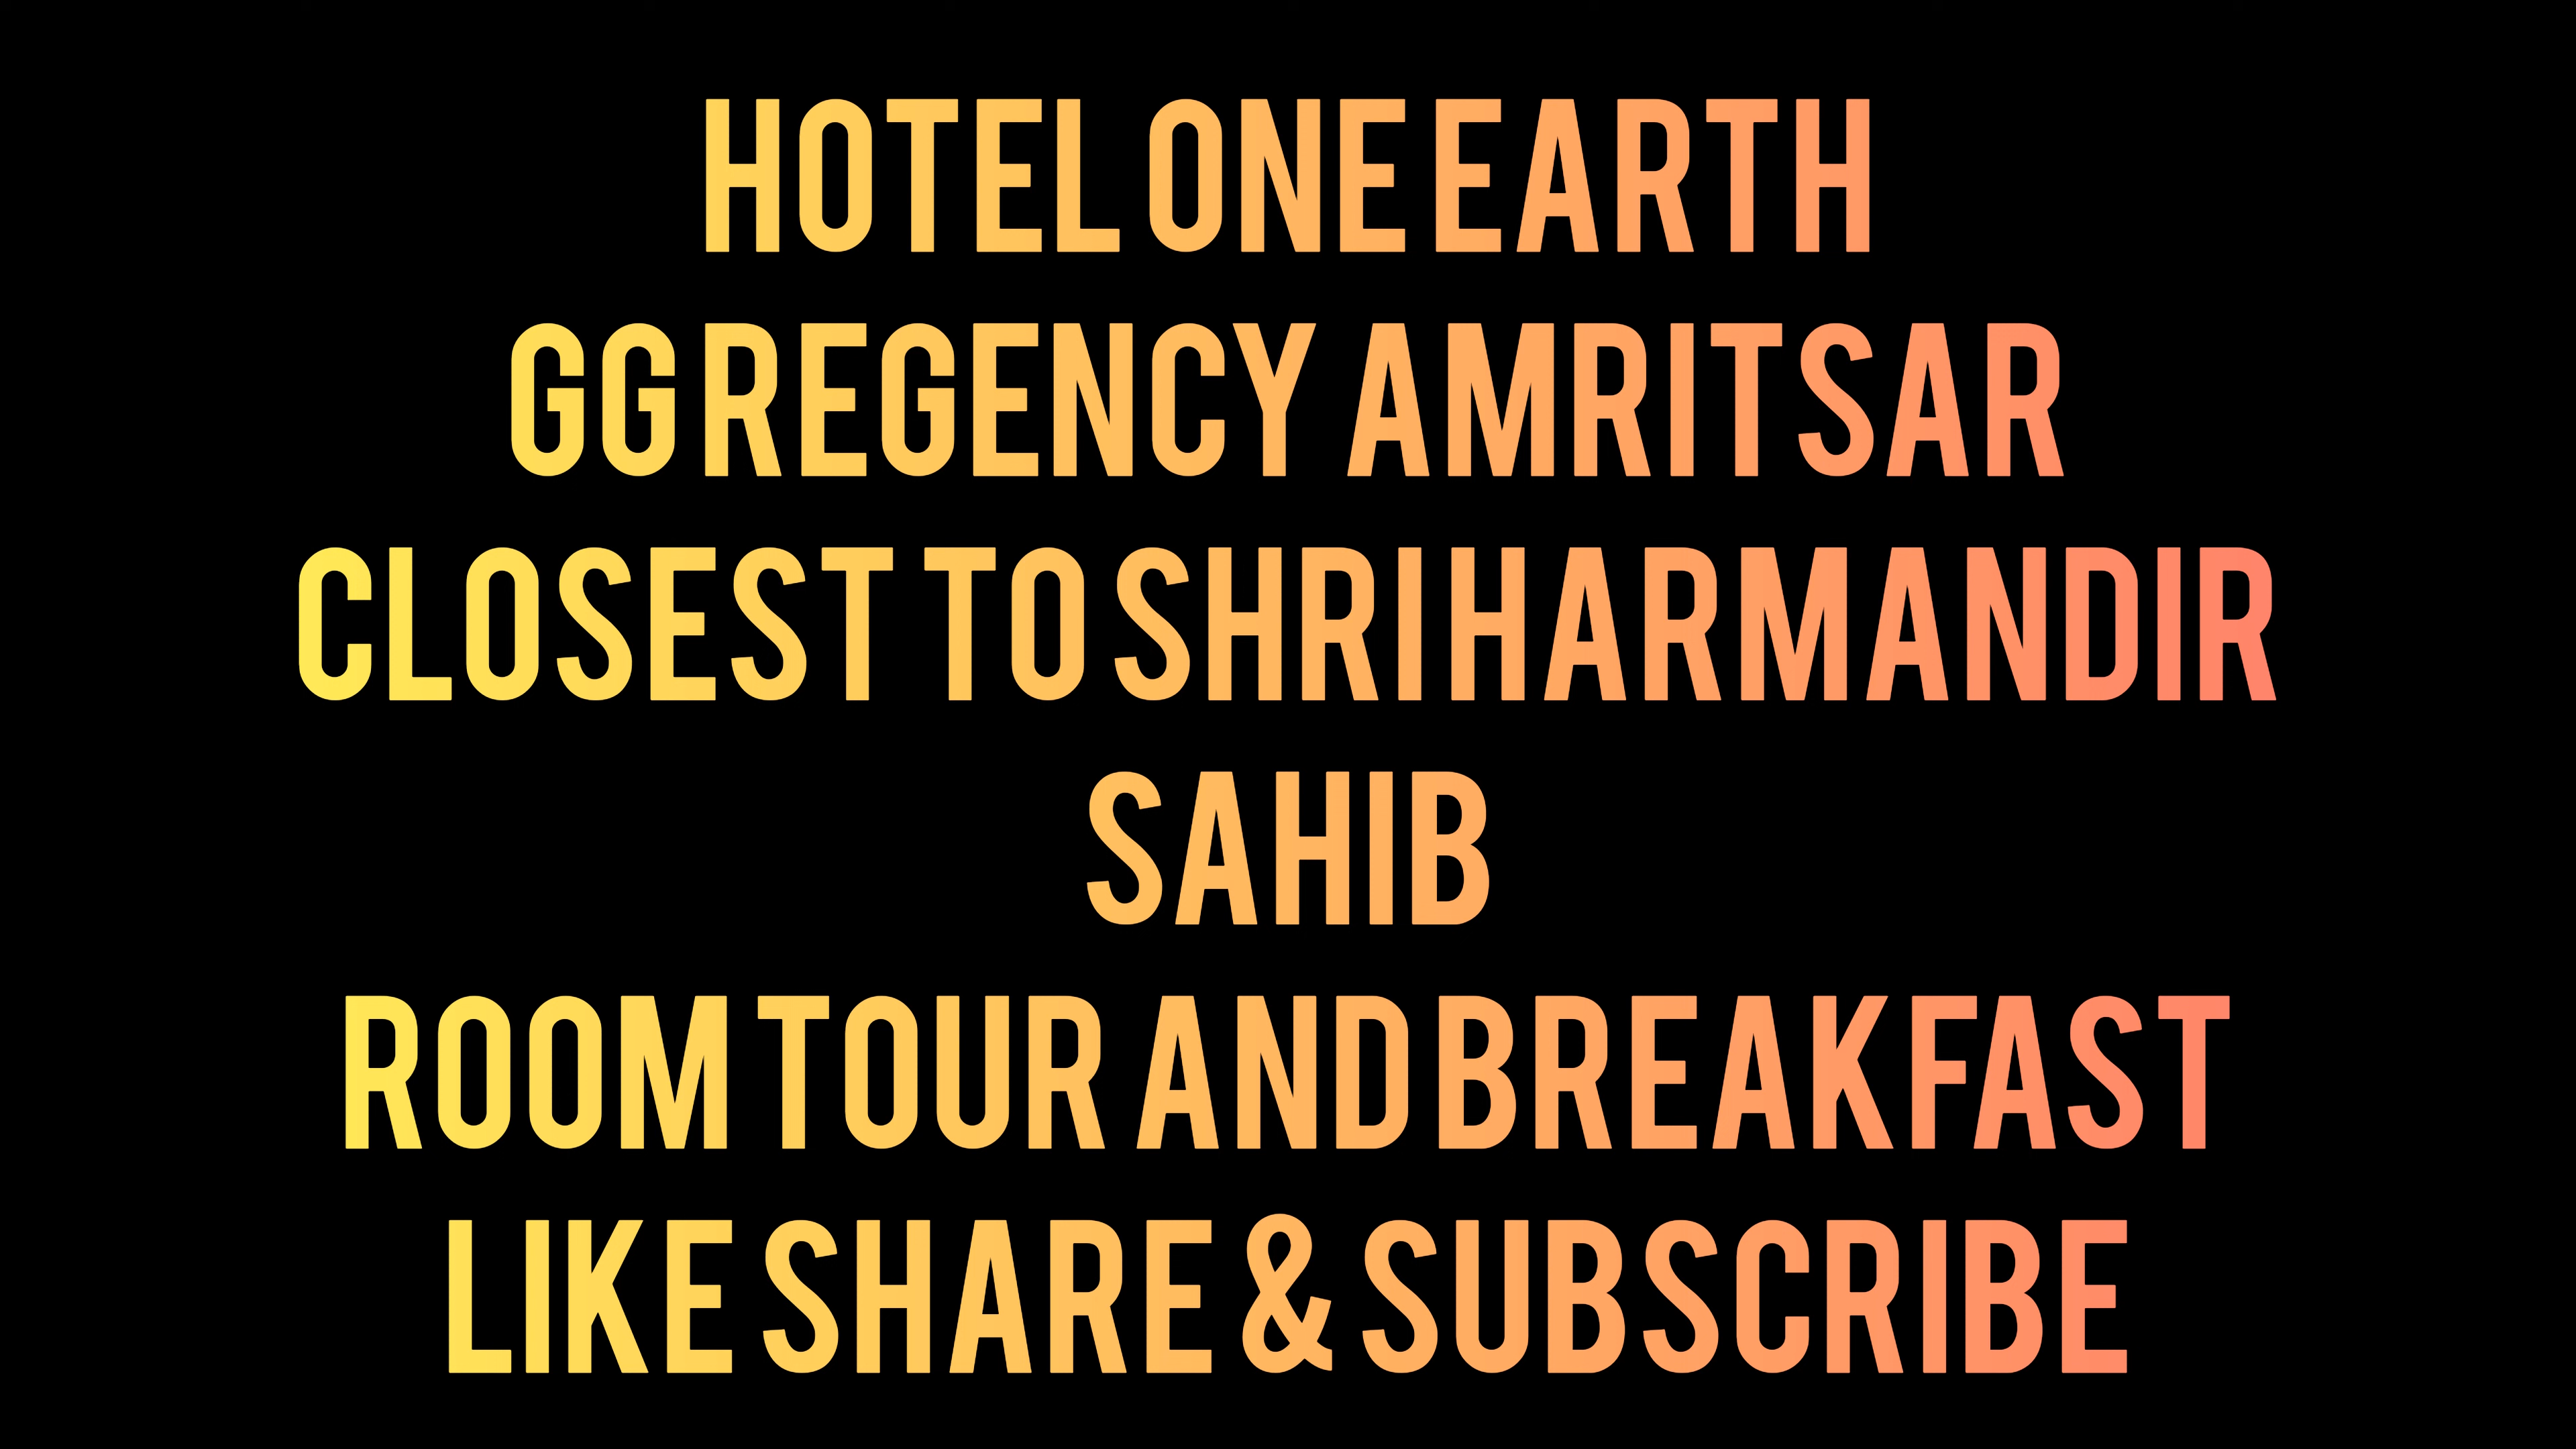 HOTEL ONE EARTH
GG REGENCY AMRITSAR
CLOSEST TO SHRI HARMANDIR
SAHIB
ROOM TOUR AND BREAKFAST
LIKE SHARE & SUBSCRIBE